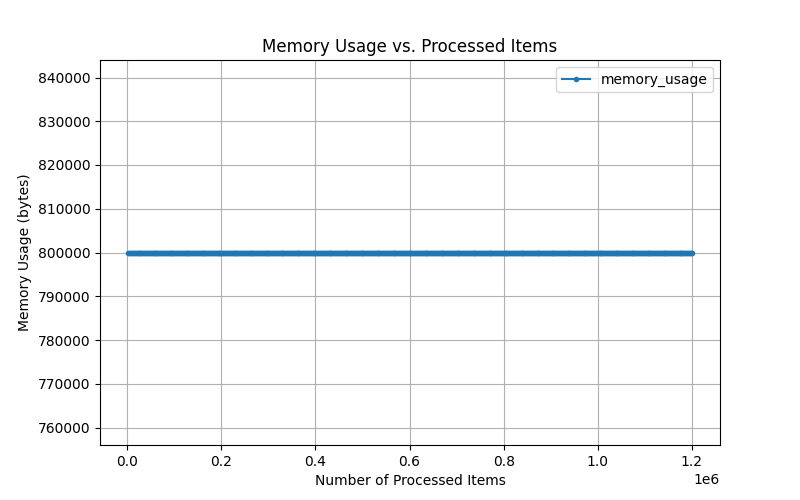 Memory Usage vs. Processed Items
memory_usage
Memory Usage (bytes)
840000
830000
820000
810000
800000
790000
780000
770000
760000
0.0 0.2 0.4 0.6 0.8 1.0 1.2
1e6
Number of Processed Items